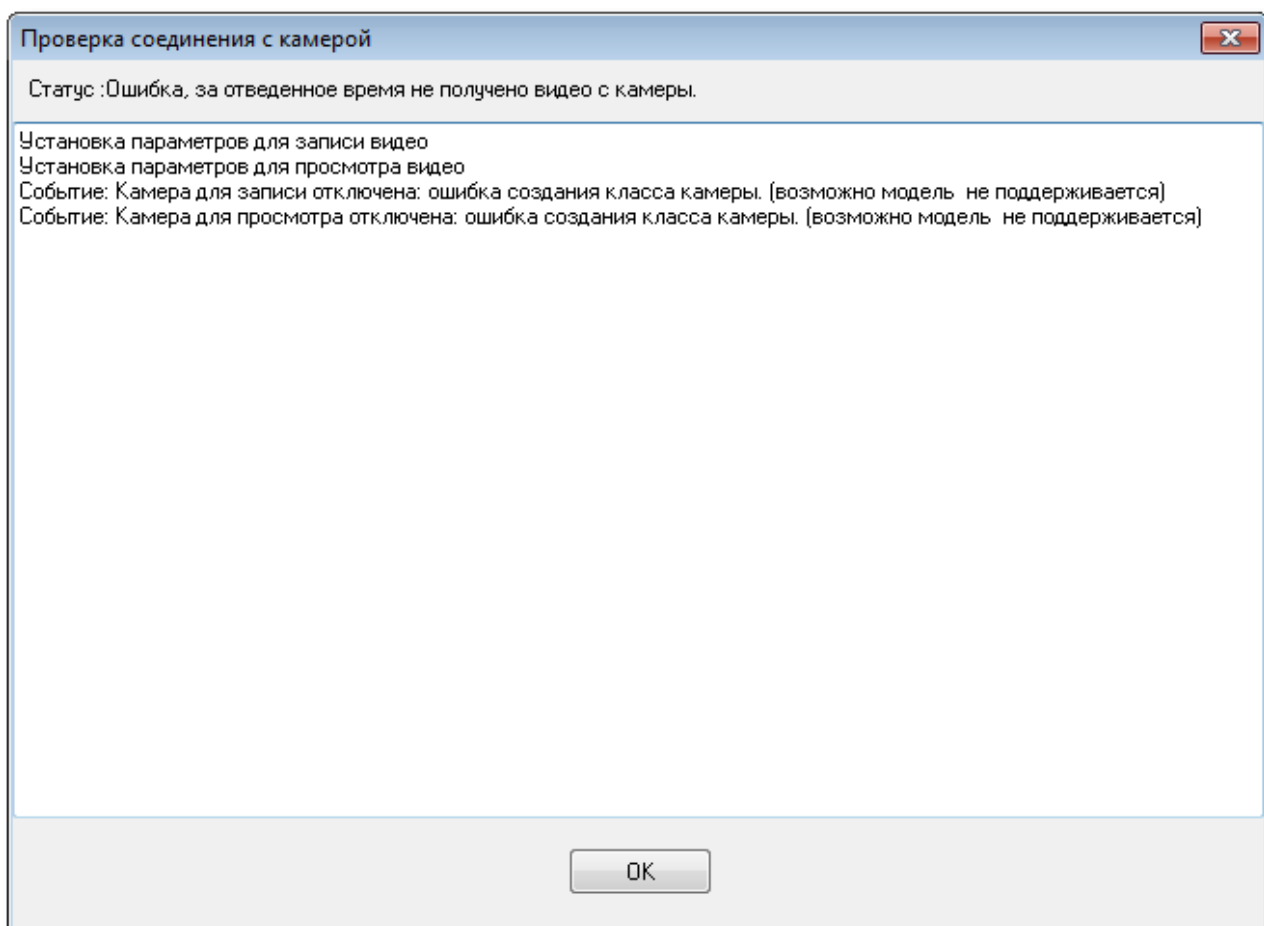 Проверка соединения с камерой
Статус :Ошибка, за отведенное время не получено видео с камеры.
Установка параметров для записи видео
Установка параметров для просмотра видео
Событие: Камера для записи отключена: ошибка создания класса камеры. (возможно модель  не поддерживается)
Событие: Камера для просмотра отключена: ошибка создания класса камеры. (возможно модель  не поддерживается)
OK